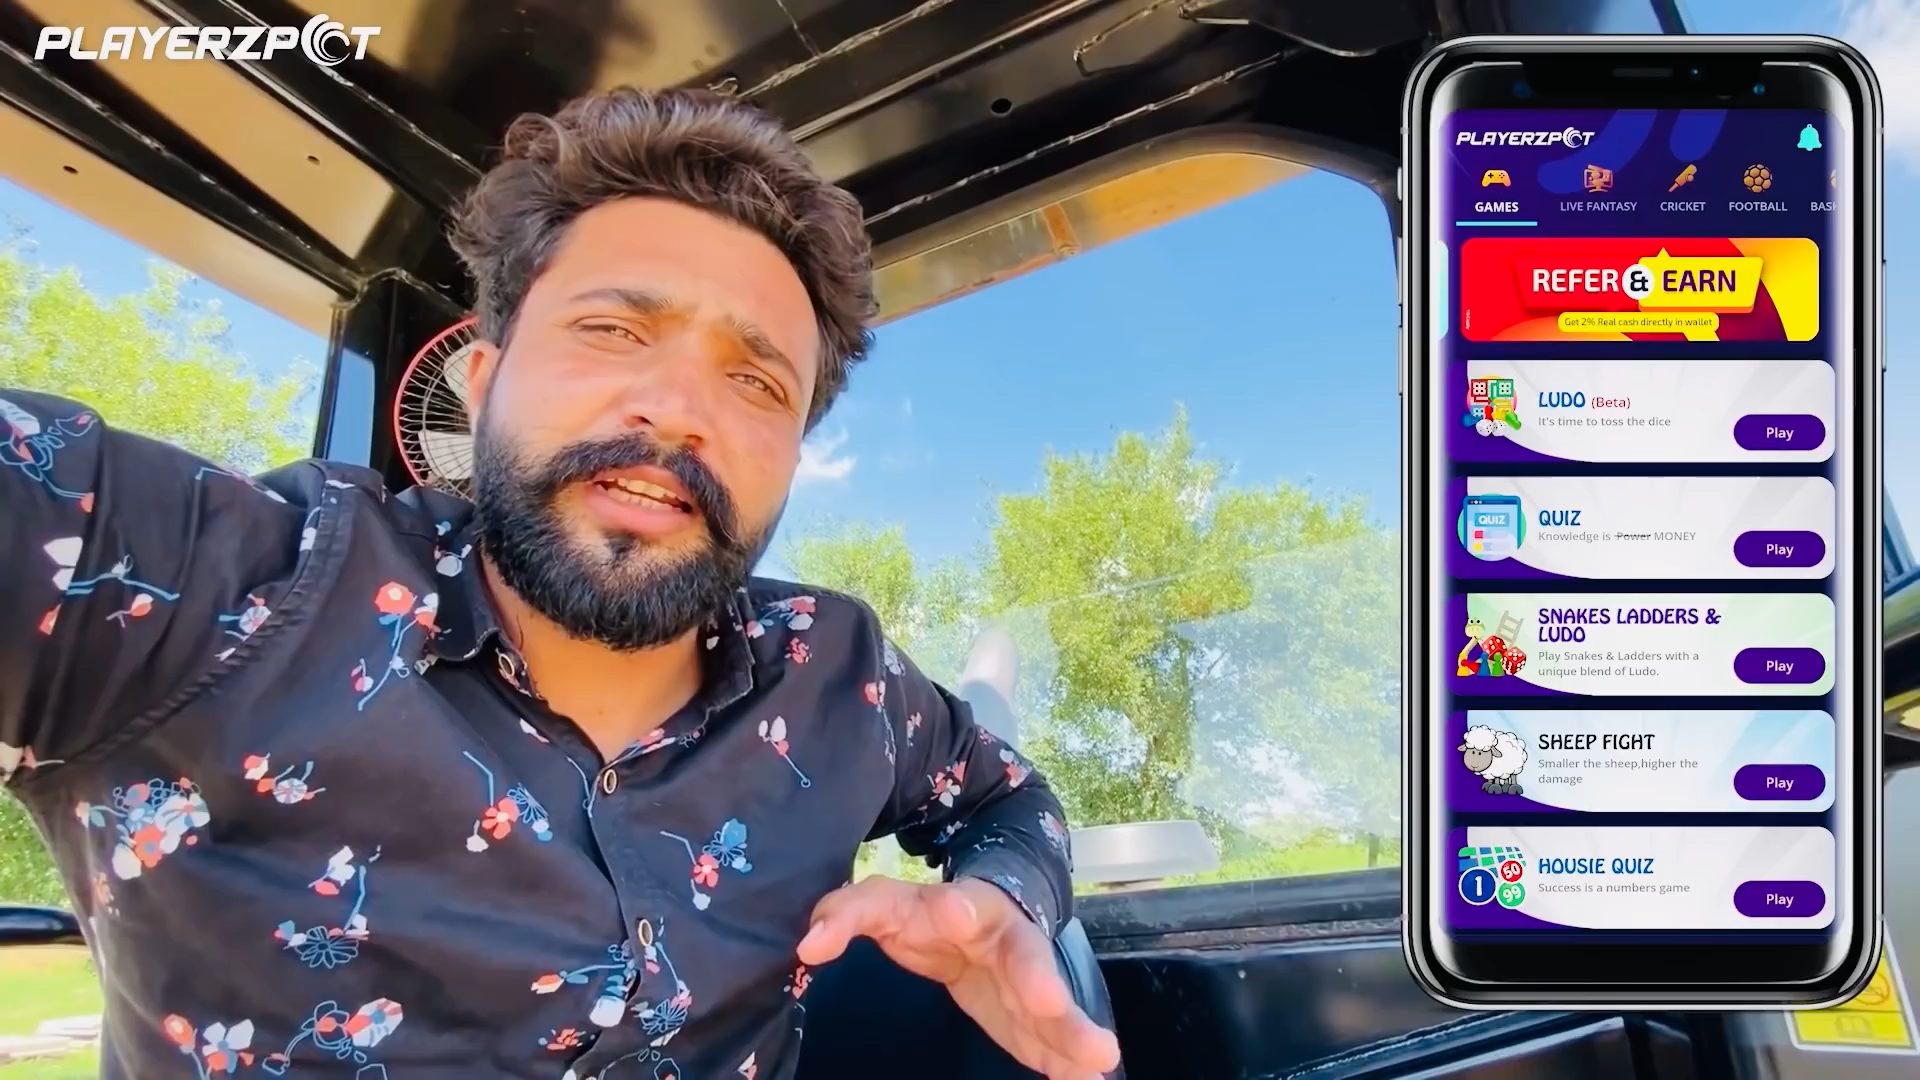 PLAYERZPOT
PLAYERZPOT
GAMES
LIVE FANTASY
CRICKET
FOOTBALL
BASK
REFER & EARN
Get 2% Real cash directly in wallet
LUDO (Beta)
It's time to toss the dice
Play
QUIZ
QUIZ
Knowledge is Power MONEY
Play
SNAKES LADDERS &
LUDO
Play Snakes & Ladders with a
unique blend of Ludo.
Play
SHEEP FIGHT
Smaller the sheep,higher the
damage
Play
1
50
99
HOUSIE QUIZ
Success is a numbers game
Play